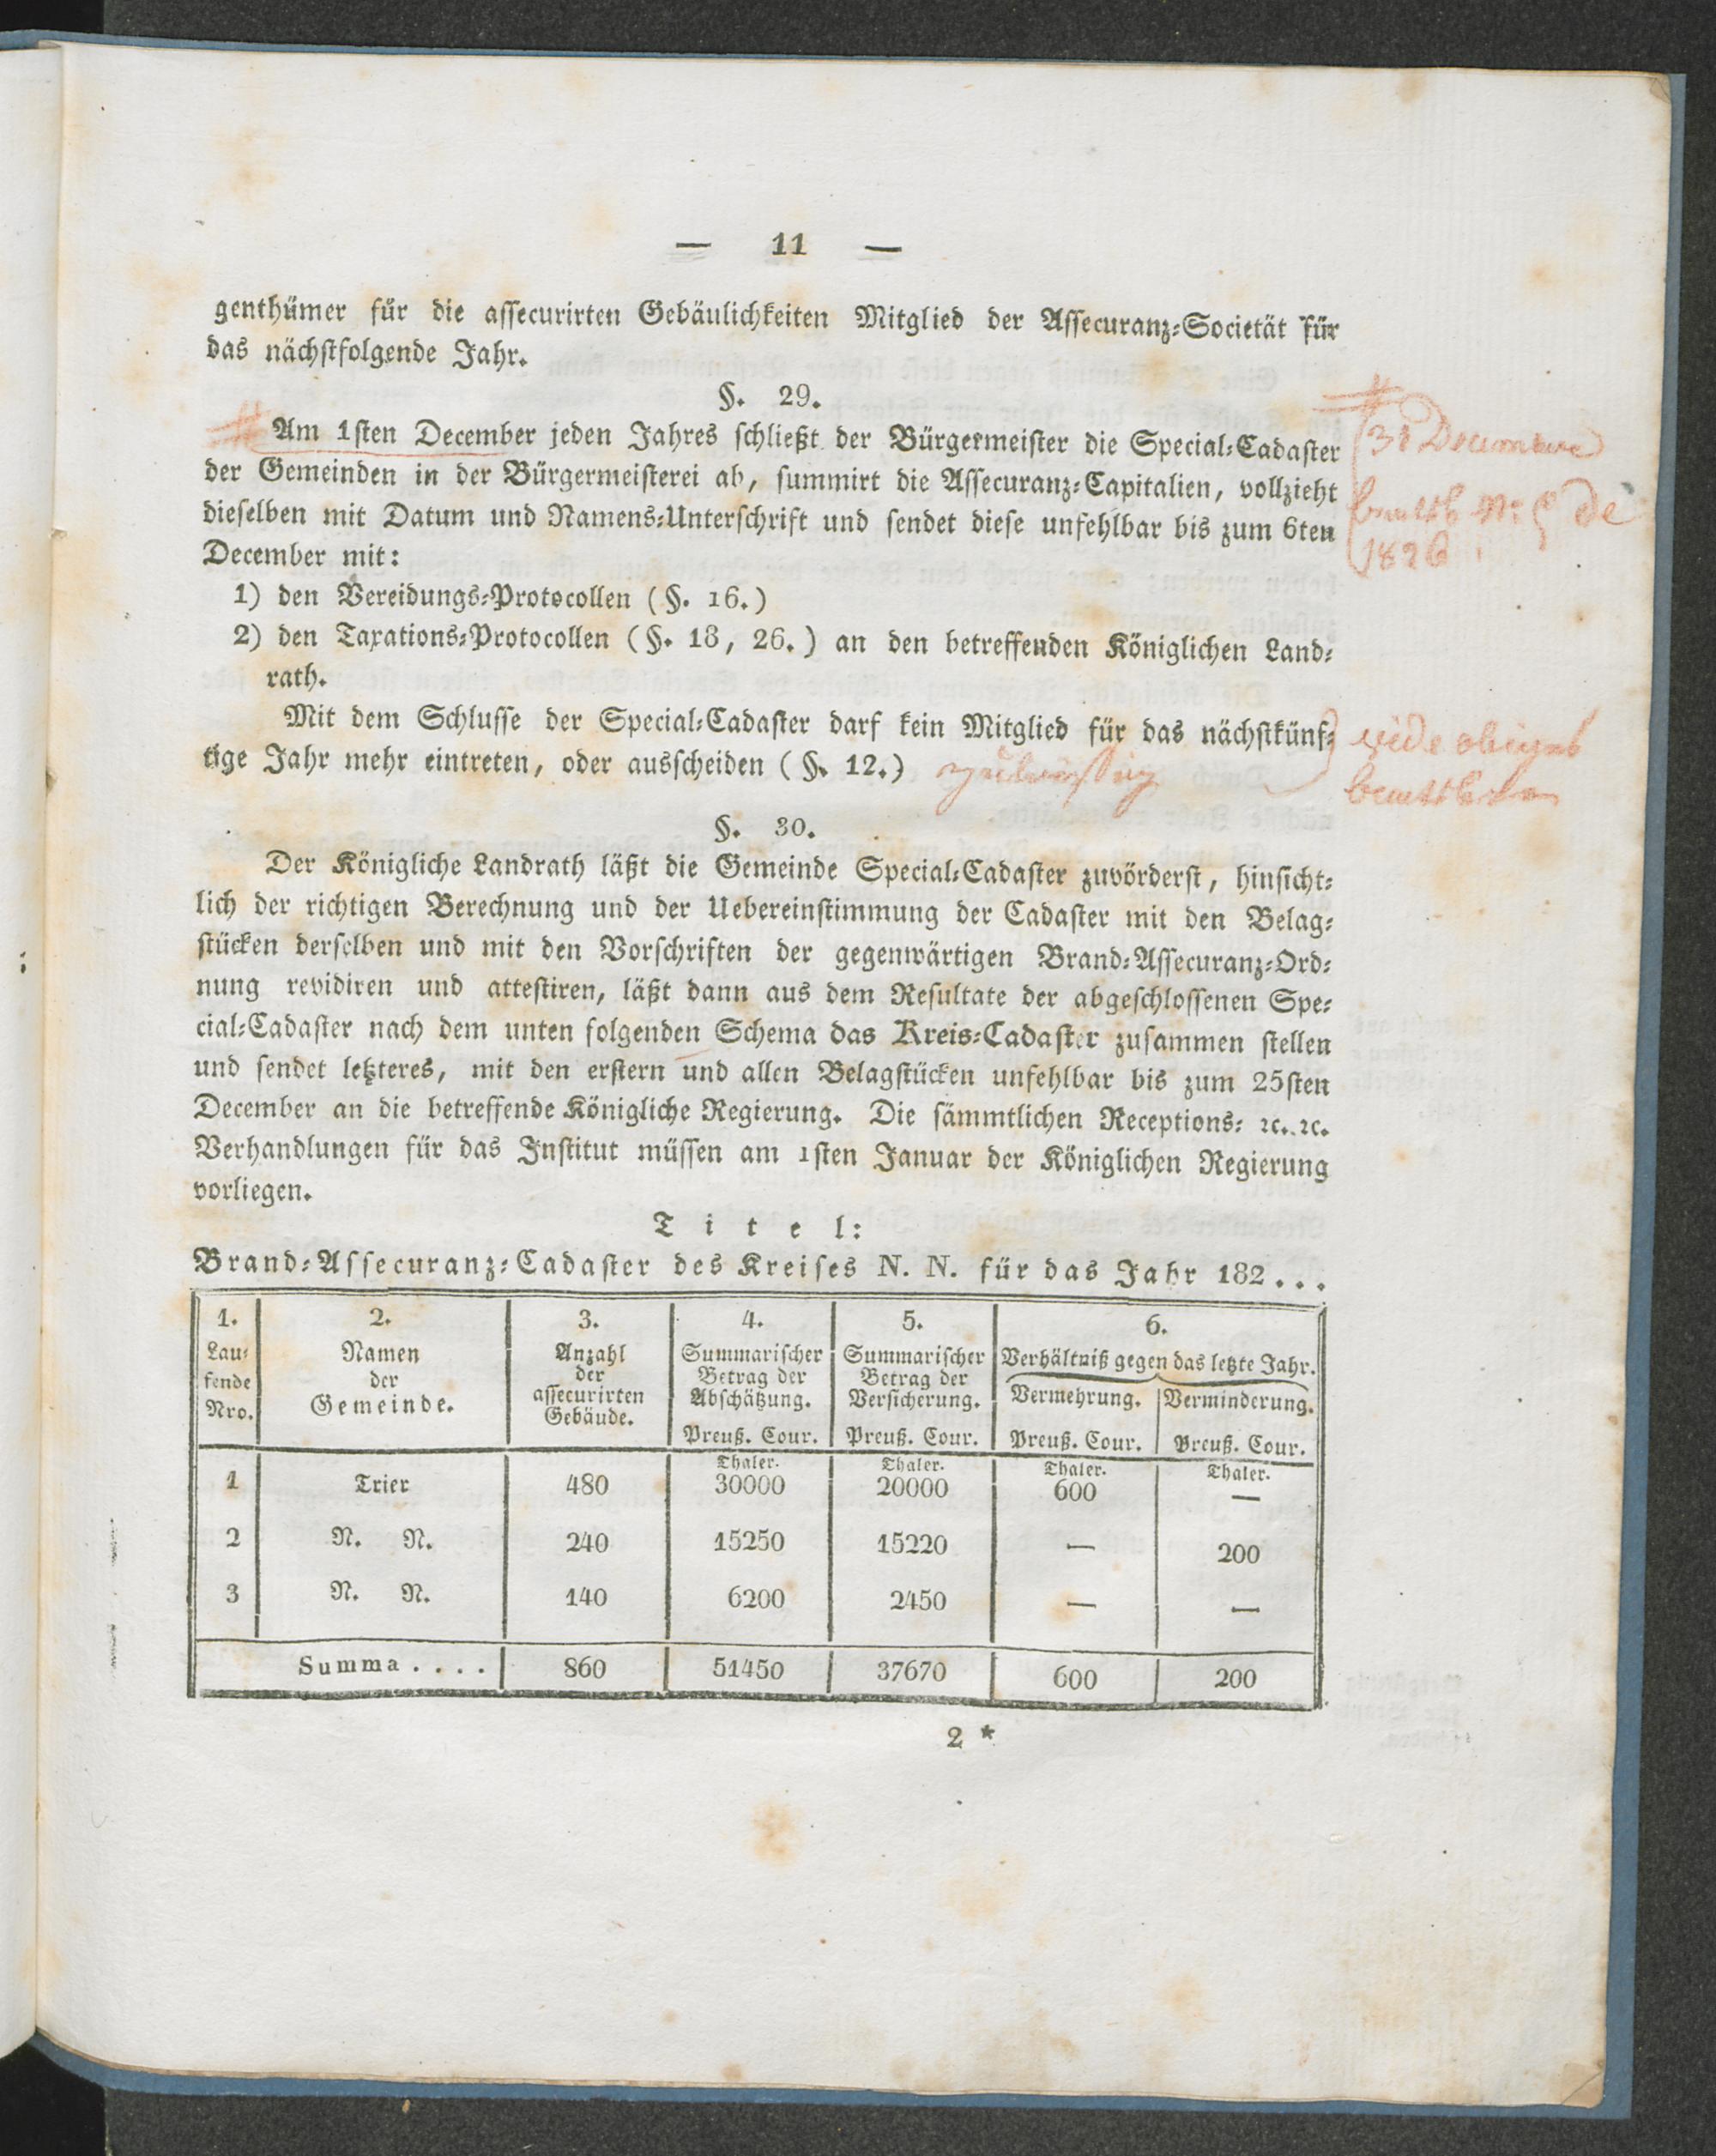 — 11 —
genthümer für die assecurirten Gebäulichkeiten Mitglied der Assecuranz-Societät für
das nächstfolgende Jahr.
§. 29.
Am 1sten December jeden Jahres schließt der Bürgermeister die Special-Cadaster
der Gemeinden in der Bürgermeisterei ab, summirt die Assecuranz-Capitalien, vollzieht
dieselben mit Datum und Namens-Unterschrift und sendet diese unfehlbar bis zum 6ten
December mit:
1) den Vereidungs-Protocollen (§. 16.)
2) den Taxations-Protocollen (§. 18, 26.) an den betreffenden Königlichen Land-
rath.
Mit dem Schlusse der Special-Cadaster darf kein Mitglied für das nächstkünf-
tige Jahr mehr eintreten, oder ausscheiden (§. 12.)
de
1826
vide obiges
§. 30.
Der Königliche Landrath läßt die Gemeinde Special-Cadaster zuvörderst, hinsicht-
lich der richtigen Berechnung und der Uebereinstimmung der Cadaster mit den Belag-
stücken derselben und mit den Vorschriften der gegenwärtigen Brand-Assecuranz-Ord-
nung revidiren und attestiren, läßt dann aus dem Resultate der abgeschlossenen Spe-
cial-Cadaster nach dem unten folgenden Schema das Kreis-Cadaster zusammen stellen
und sendet letzteres, mit den erstern und allen Belagstücken unfehlbar bis zum 25sten
December an die betreffende Königliche Regierung. Die sämmtlichen Receptions- ꝛc. ꝛc.
Verhandlungen für das Institut müssen am 1sten Januar der Königlichen Regierung
vorliegen.
Titel:
Brand-Assecuranz-Cadaster des Kreises N. N. für das Jahr 182...
1. 2. 3. 4. 5. 6.
Lau- Namen Anzahl Summarischer Summarischer Verhältniß gegen das letzte Jahr.
fende der der Betrag der Betrag der
Nro. Gemeinde. assecurirten Abschätzung. Versicherung. Vermehrung. Verminderung.
Gebäude. Preuß. Cour. Preuß. Cour. Preuß. Cour. Preuß. Cour.
Thaler. Thaler. Thaler. Thaler.
1 Trier 480 30000 20000 600 —
2 N. N. 240 15250 15220 — 200
3 N. N. 140 6200 2450 — —
Summa .... 860 51450 37670 600 200
2 *